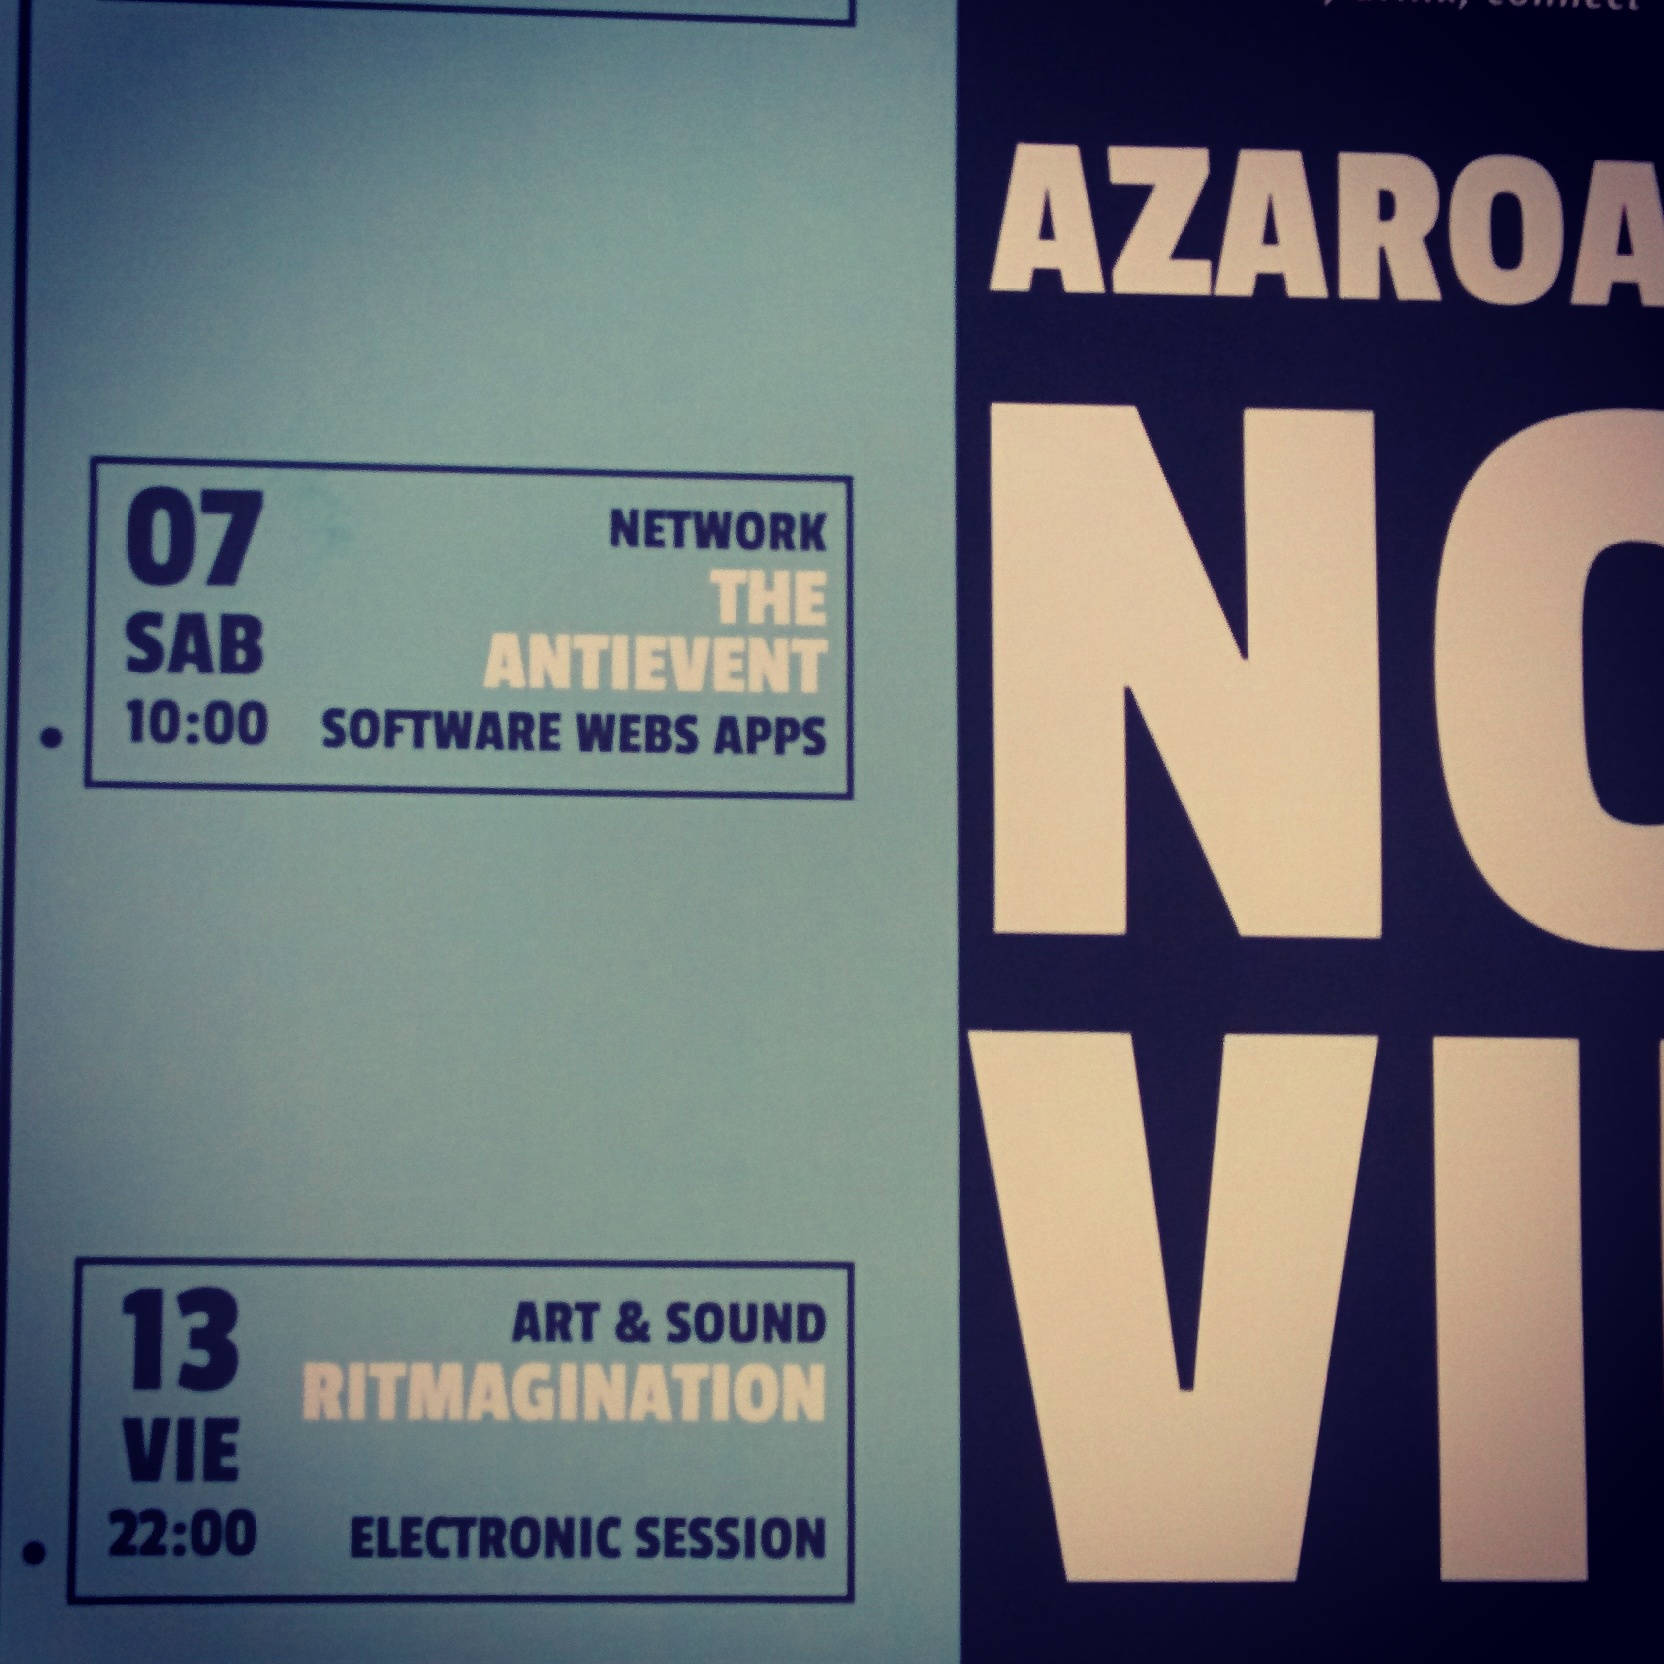 connect
07
SAB
10:00
NETWORK
THE
ANTIEVENT
SOFTWARE WEBS APPS
13
VIE
22:00
ART & SOUND
RITMAGINATION
ELECTRONIC SESSION
AZAROA
NO
VI